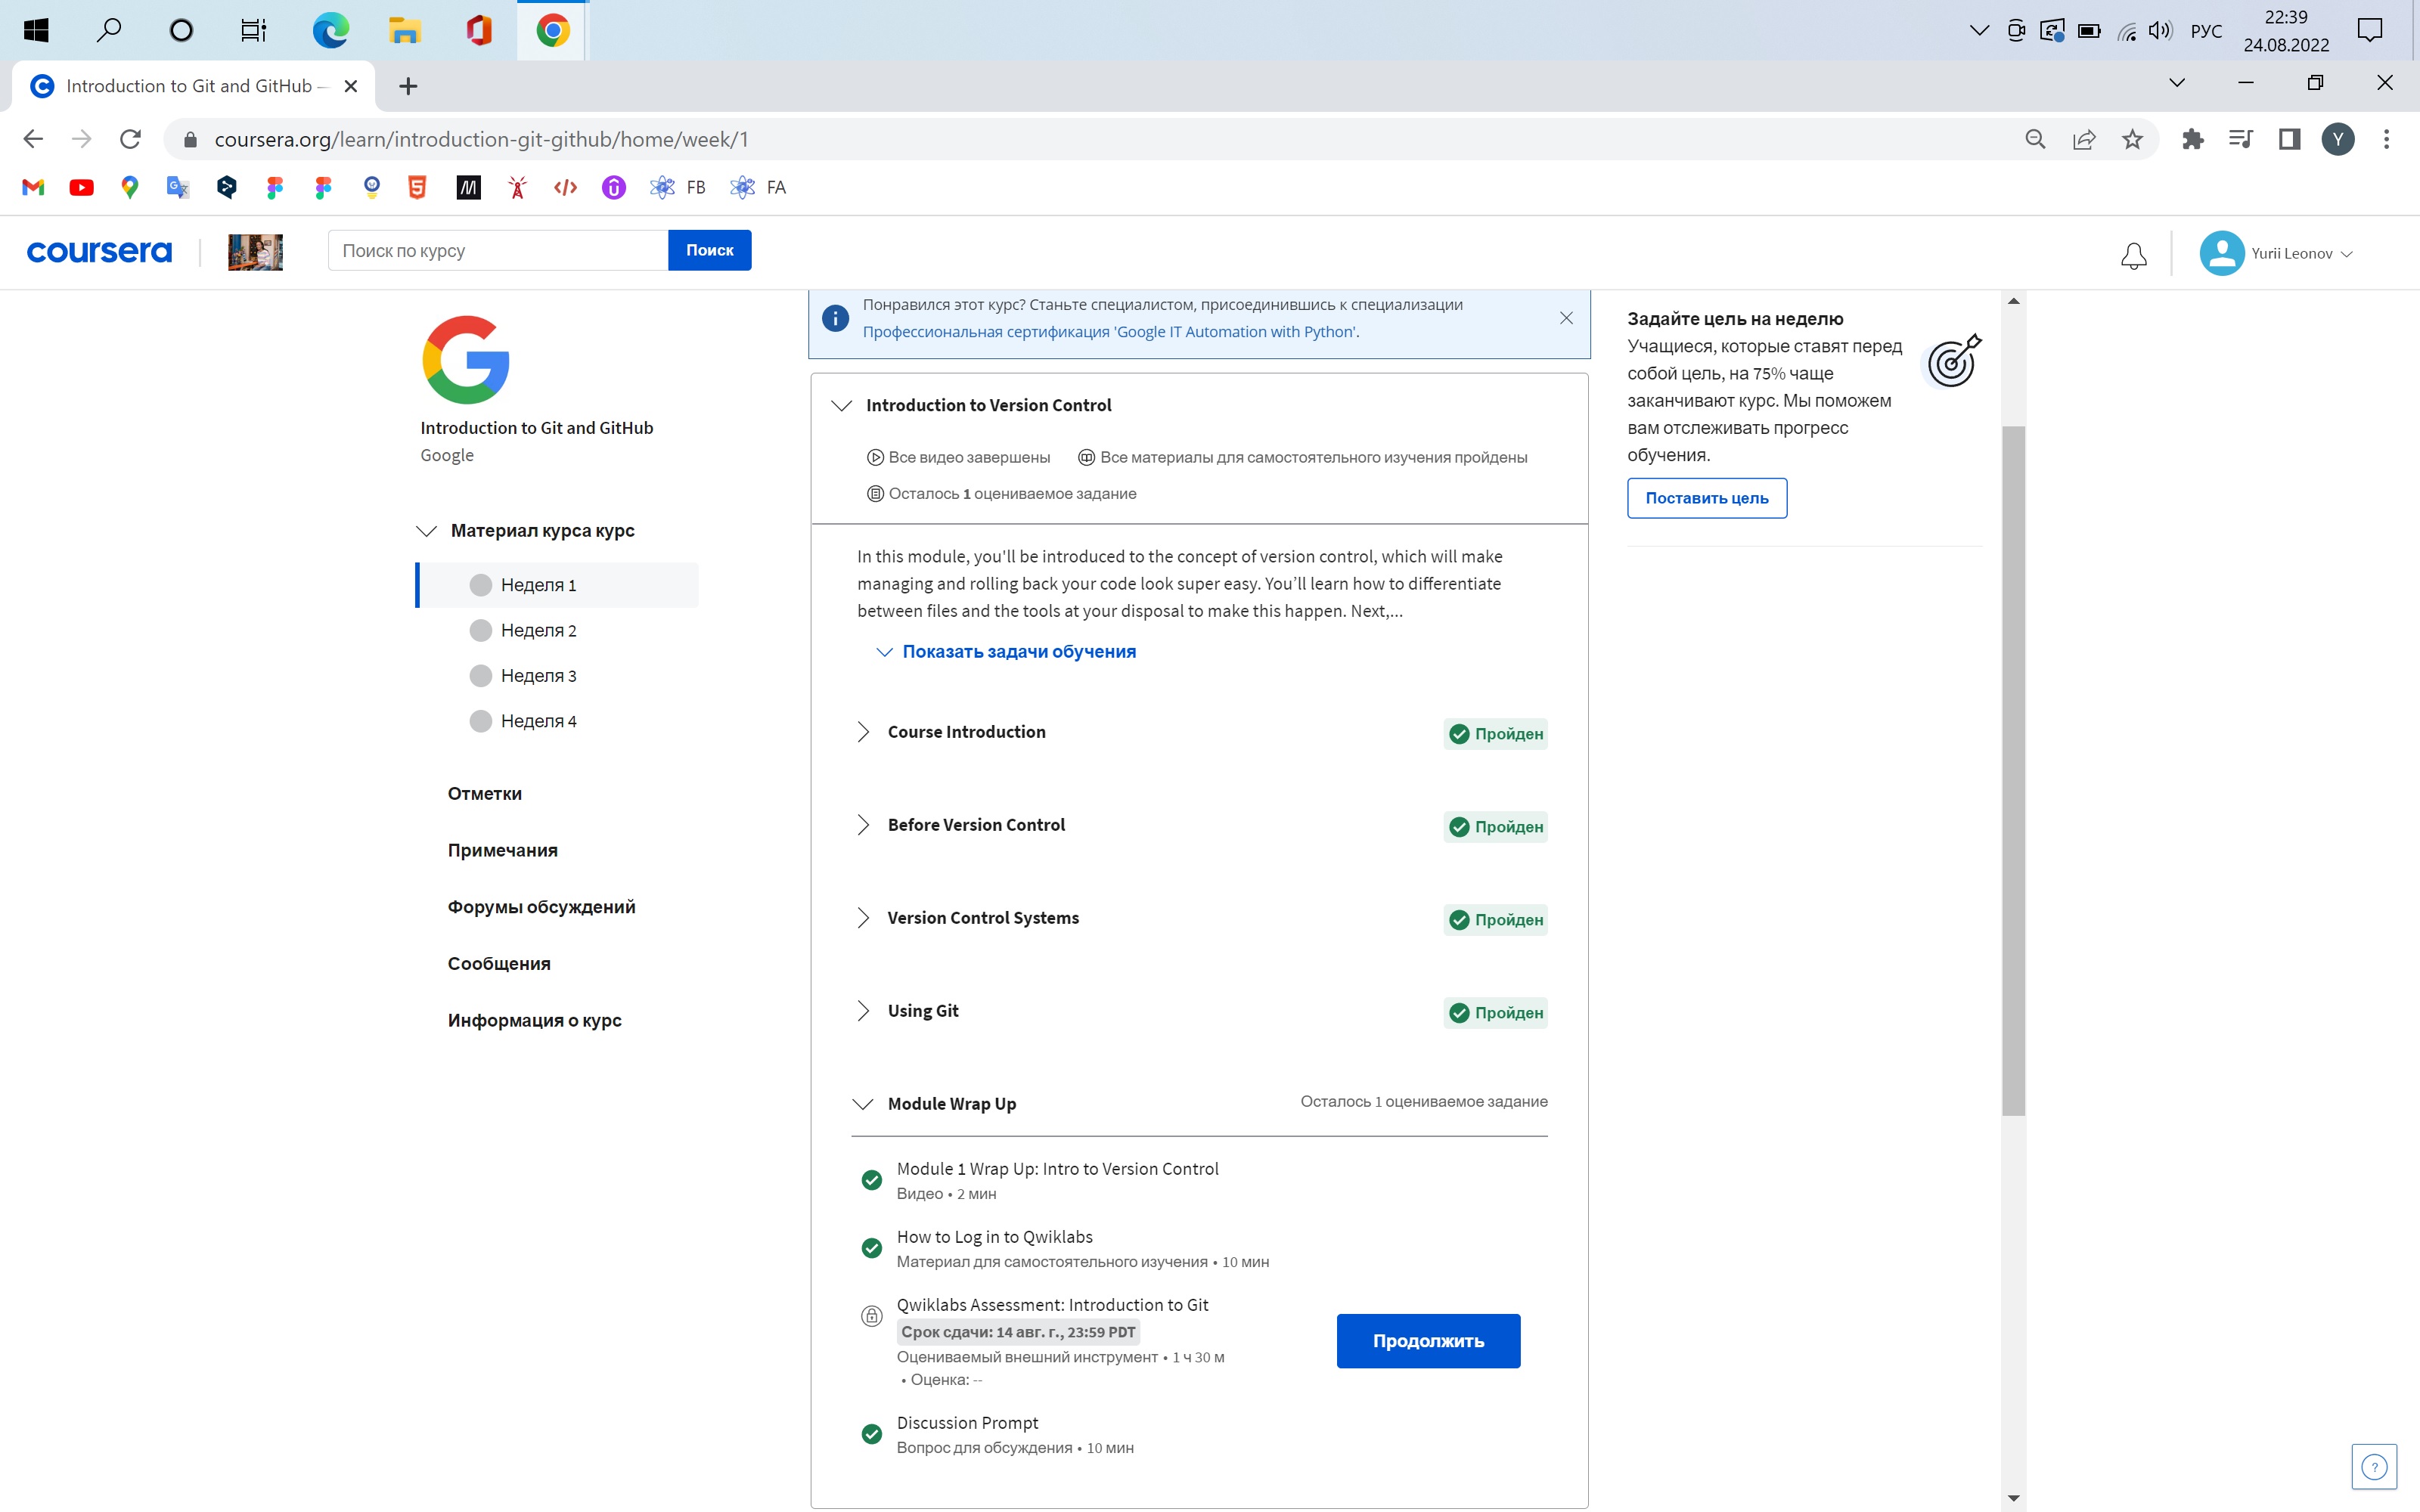 РУС
22:39
24.08.2022
Introduction to Git and GitHub –
coursera.org/learn/introduction-git-github/home/week/1
Y
FB
FA
coursera
Поиск по курсу
Поиск
Yurii Leonov
Introduction to Git and GitHub
Google
Материал курса курс
Неделя 1
Неделя 2
Неделя 3
Неделя 4
Отметки
Примечания
Форумы обсуждений
Сообщения
Информация о курс
Понравился этот курс? Станьте специалистом, присоединившись к специализации
Профессиональная сертификация 'Google IT Automation with Python'.
Introduction to Version Control
Все видео завершены
Все материалы для самостоятельного изучения пройдены
Осталось 1 оцениваемое задание
In this module, you'll be introduced to the concept of version control, which will make
managing and rolling back your code look super easy. You’ll learn how to differentiate
between files and the tools at your disposal to make this happen. Next,...
Показать задачи обучения
Course Introduction
Пройден
Before Version Control
Пройден
Version Control Systems
Пройден
Using Git
Пройден
Module Wrap Up
Осталось 1 оцениваемое задание
Module 1 Wrap Up: Intro to Version Control
Видео • 2 мин
How to Log in to Qwiklabs
Материал для самостоятельного изучения • 10 мин
Qwiklabs Assessment: Introduction to Git
Срок сдачи: 14 авг. г., 23:59 PDT
Оцениваемый внешний инструмент • 1 ч 30 м
• Оценка: --
Продолжить
Discussion Prompt
Вопрос для обсуждения • 10 мин
Задайте цель на неделю
Учащиеся, которые ставят перед
собой цель, на 75% чаще
заканчивают курс. Мы поможем
вам отслеживать прогресс
обучения.
Поставить цель